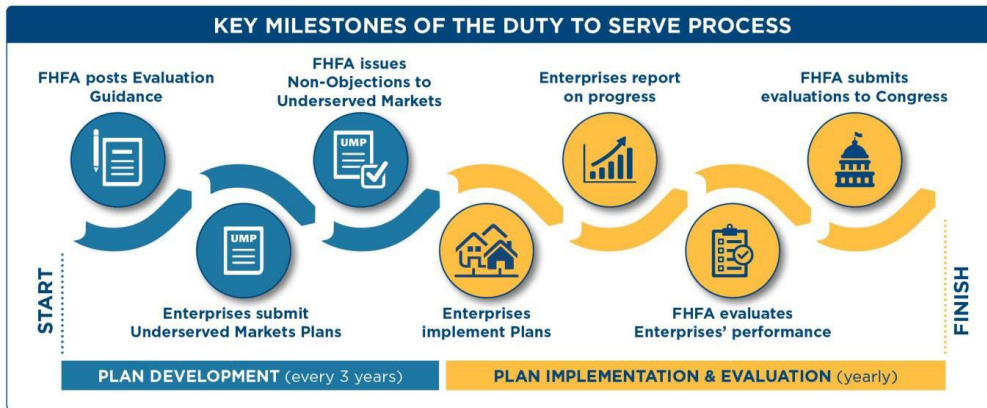 KEY MILESTONES OF THE DUTY TO SERVE PROCESS
FHFA posts Evaluation
Guidance
FHFA issues
Non-Objections to
Underserved Markets
Enterprises report
on progress
FHFA submits
evaluations to Congress
UMP
UMP
START
Enterprises submit
Underserved Markets Plans
Enterprises
implement Plans
FHFA evaluates
Enterprises’ performance
FINISH
PLAN DEVELOPMENT (every 3 years)
PLAN IMPLEMENTATION & EVALUATION (yearly)